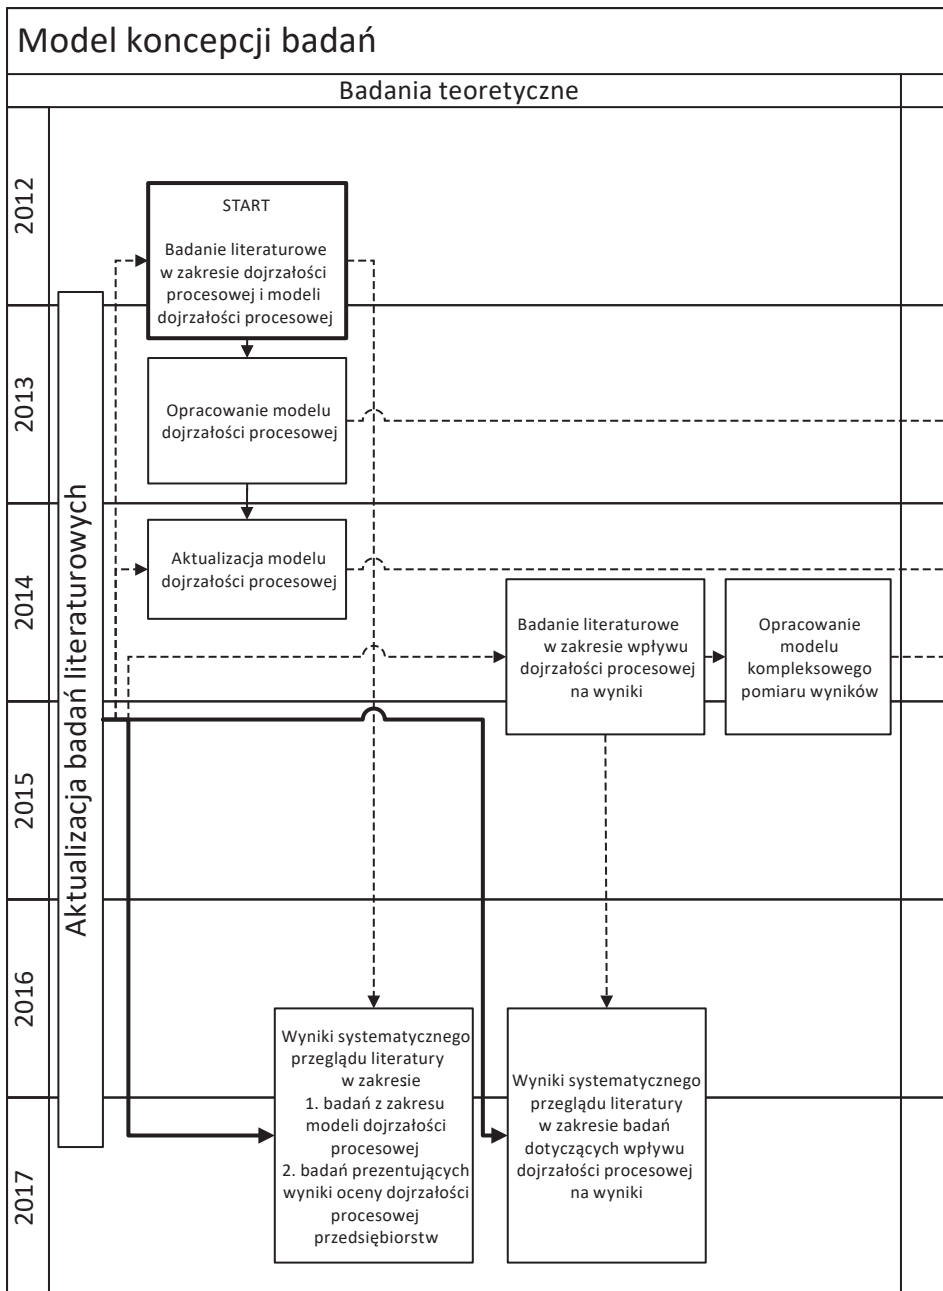 Model koncepcji badań
Badania teoretyczne
2012
START
Badanie literaturowe
w zakresie dojrzałości
procesowej i modeli
dojrzałości procesowej
2013
Opracowanie modelu
dojrzałości procesowej
Aktualizacja badań literaturowych
2014
Aktualizacja modelu
dojrzałości procesowej
Badanie literaturowe
w zakresie wpływu
dojrzałości procesowej
na wyniki
Opracowanie
modelu
kompleksowego
pomiaru wyników
2015
2016
Wyniki systematycznego
przeglądu literatury
w zakresie
1. badań z zakresu
modeli dojrzałości
procesowej
2. badań prezentujących
wyniki oceny dojrzałości
procesowej
przedsiębiorstw
Wyniki systematycznego
przeglądu literatury
w zakresie badań
dotyczących wpływu
dojrzałości procesowej
na wyniki
2017